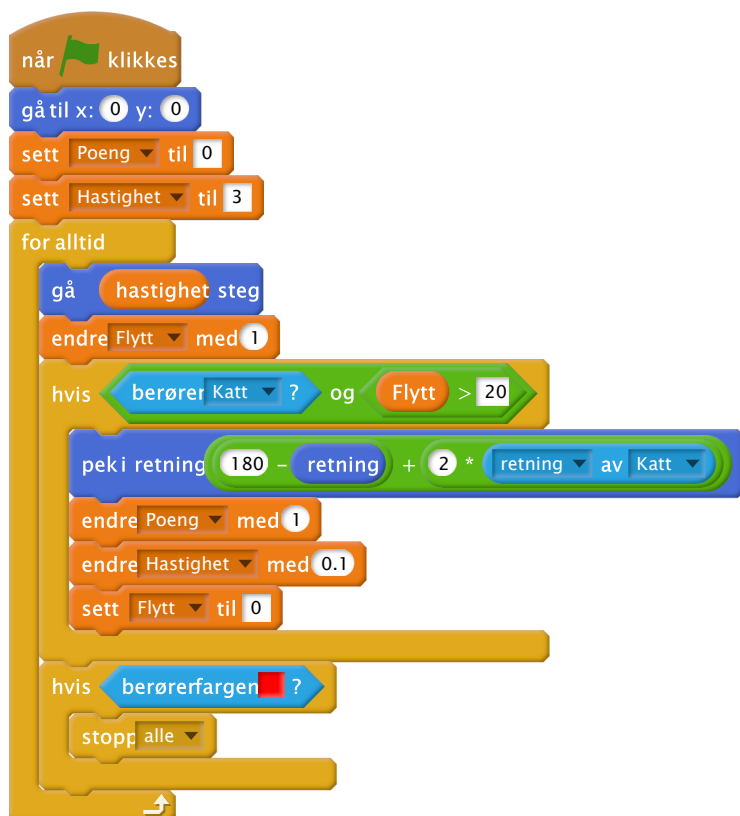 når klikkes
gå til x: 0 y: 0
sett Poeng til 0
sett Hastighet til 3
for alltid
gå hastighet steg
endre Flytt med 1
hvis berører Katt ? og Flytt > 20
pek i retning 180 – retning + 2 * retning av Katt
endre Poeng med 1
endre Hastighet med 0.1
sett Flytt til 0
hvis berørerfargen ?
stopp alle